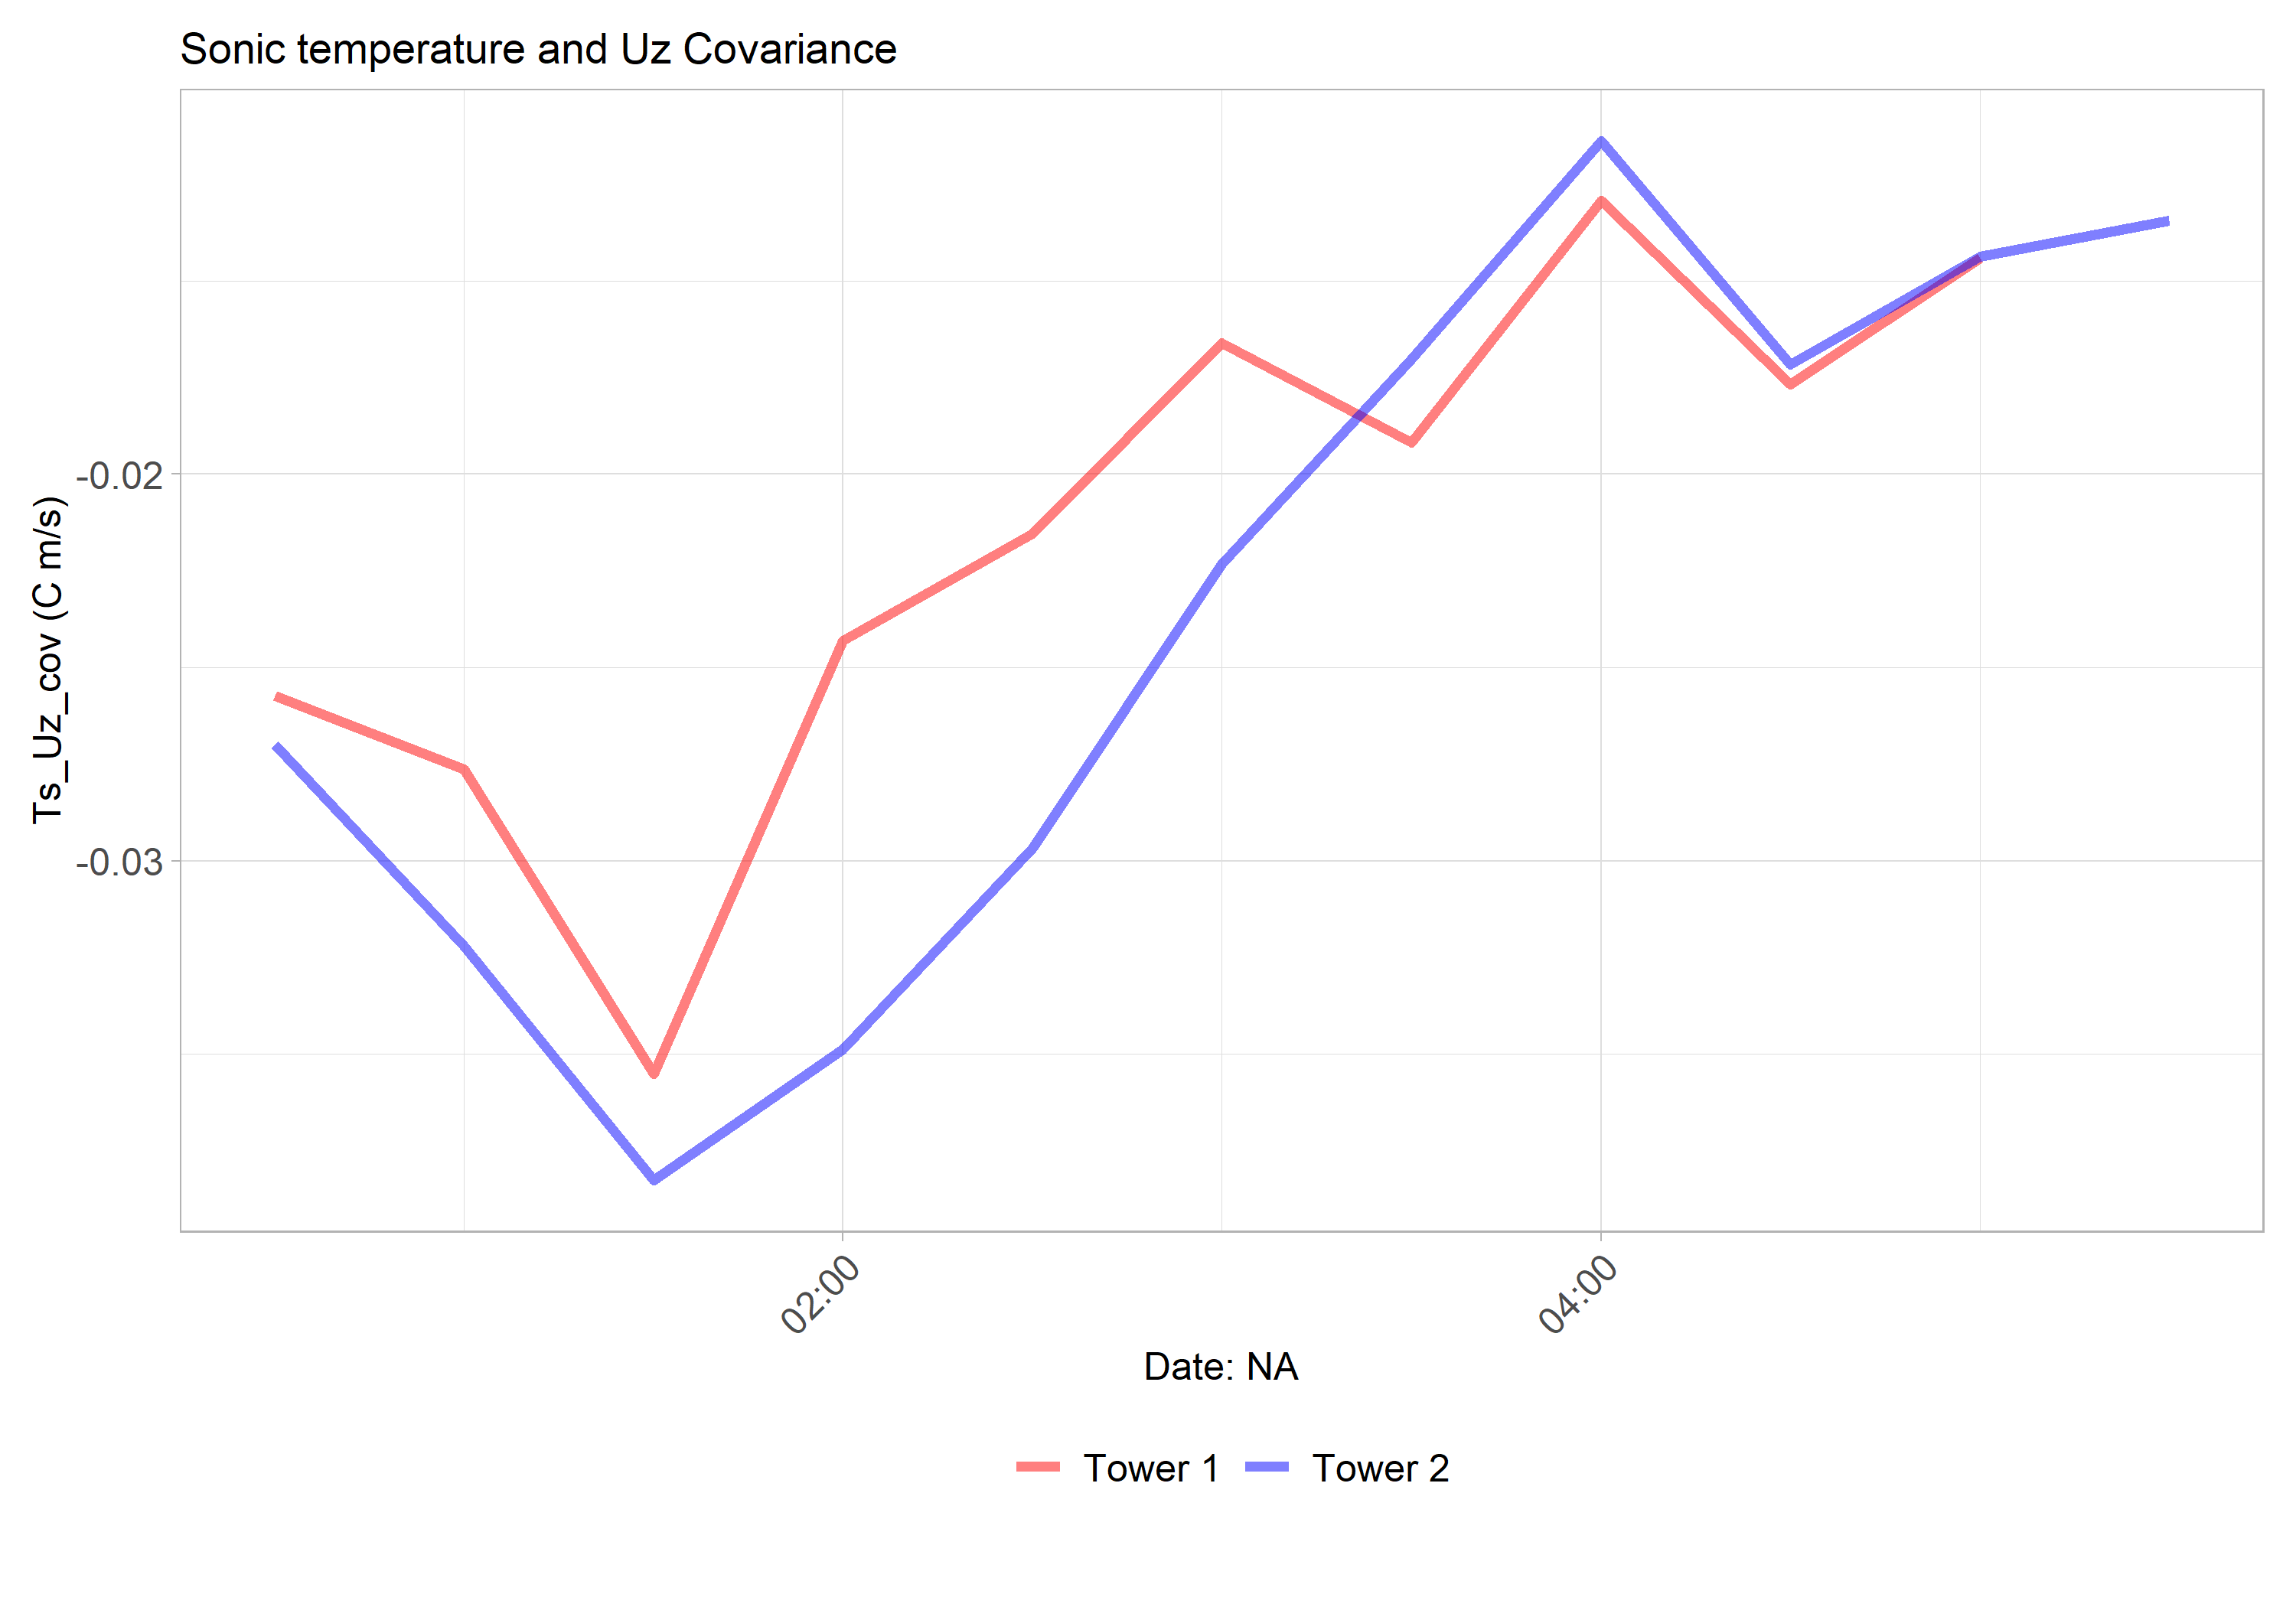 Sonic temperature and Uz Covariance
Ts_Uz_cov (C m/s)
-0.02
-0.03
02:00
04:00
Date: NA
Tower 1
Tower 2